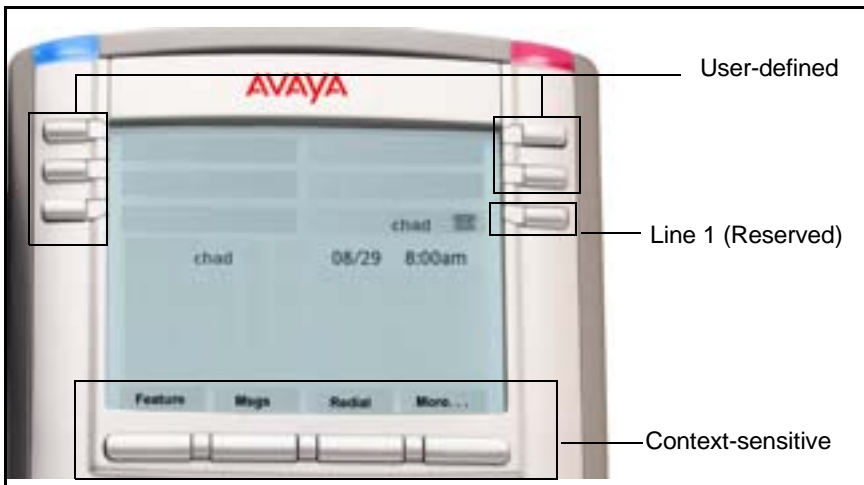 User-defined
AVAYA
chad
Line 1 (Reserved)
chad 08/29 8:00am
Feature Msgs Redial More...
Context-sensitive